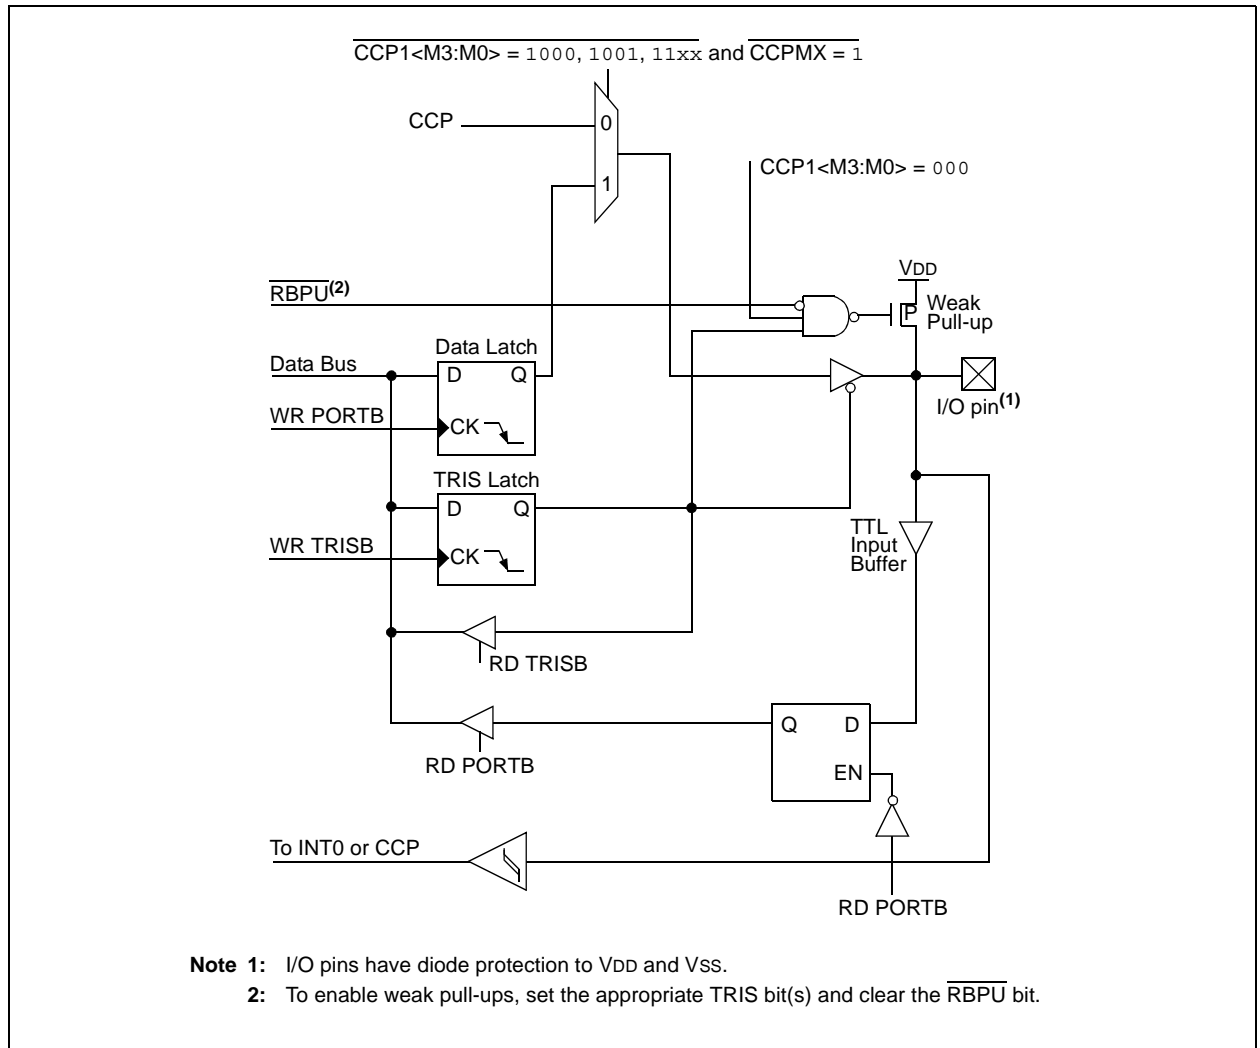 CCP1<M3:M0> = 1000, 1001, 11xx and CCPMX = 1
CCP
0
1
CCP1<M3:M0> = 000
VDD
RBPU(2)
P
Weak
Pull-up
Data Latch
Data Bus
D
Q
I/O pin(1)
WR PORTB
CK
TRIS Latch
D
Q
TTL
Input
Buffer
WR TRISB
CK
RD TRISB
Q
D
RD PORTB
EN
To INT0 or CCP
RD PORTB
Note 1: I/O pins have diode protection to VDD and VSS.
2: To enable weak pull-ups, set the appropriate TRIS bit(s) and clear the RBPU bit.